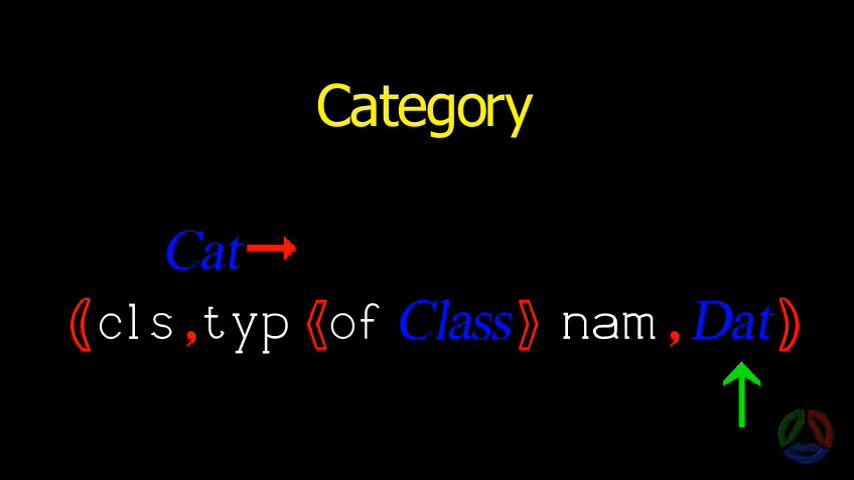 Category
Cat→
⸨cls,typ⟪of Class⟫ nam,Dat⸩